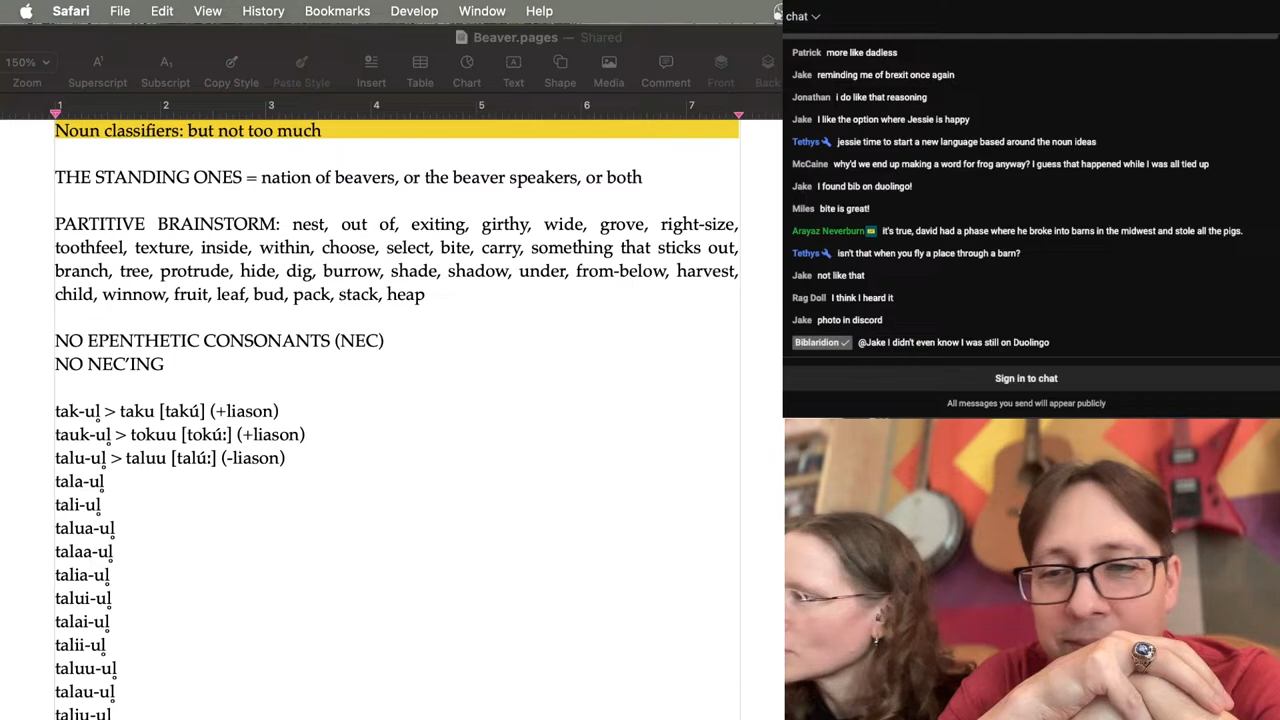 Safari File Edit View History Bookmarks Develop Window Help
Beaver.pages — Shared
150%
Zoom Superscript Subscript Copy Style Paste Style Insert Table Chart Text Shape Media Comment Front Back
1 2 3 4 5 6 7
Noun classifiers: but not too much
THE STANDING ONES = nation of beavers, or the beaver speakers, or both
PARTITIVE BRAINSTORM: nest, out of, exiting, girthy, wide, grove, right-size,
toothfeel, texture, inside, within, choose, select, bite, carry, something that sticks out,
branch, tree, protrude, hide, dig, burrow, shade, shadow, under, from-below, harvest,
child, winnow, fruit, leaf, bud, pack, stack, heap
NO EPENTHETIC CONSONANTS (NEC)
NO NEC’ING
tak-ul̥ > taku [takú] (+liason)
tauk-ul̥ > tokuu [tokú:] (+liason)
talu-ul̥ > taluu [talú:] (-liason)
tala-ul̥
tali-ul̥
talua-ul̥
talaa-ul̥
talia-ul̥
talui-ul̥
talai-ul̥
talii-ul̥
taluu-ul̥
talau-ul̥
taliu-ul
chat
Patrick more like dadless
Jake reminding me of brexit once again
Jonathan i do like that reasoning
Jake I like the option where Jessie is happy
Tethys jessie time to start a new language based around the noun ideas
McCaine why'd we end up making a word for frog anyway? I guess that happened while I was all tied up
Jake I found bib on duolingo!
Miles bite is great!
Arayaz Neverburn it's true, david had a phase where he broke into barns in the midwest and stole all the pigs.
Tethys isn't that when you fly a place through a barn?
Jake not like that
Rag Doll I think I heard it
Jake photo in discord
Biblaridion @Jake I didn't even know I was still on Duolingo
Sign in to chat
All messages you send will appear publicly